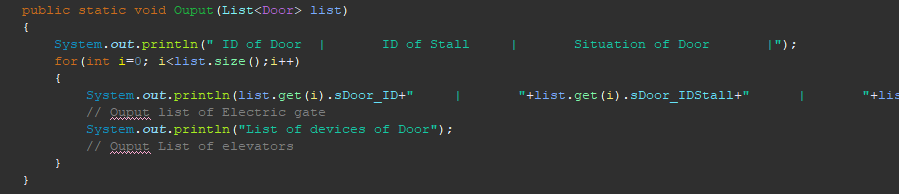 public static void Ouput(List<Door> list)
{
System.out.println(" ID of Door | ID of Stall | Situation of Door |");
for(int i=0; i<list.size();i++)
{
System.out.println(list.get(i).sDoor_ID+" | "+list.get(i).sDoor_IDStall+" | "+lis
// Ouput list of Electric gate
System.out.println("List of devices of Door");
// Ouput List of elevators
}
}